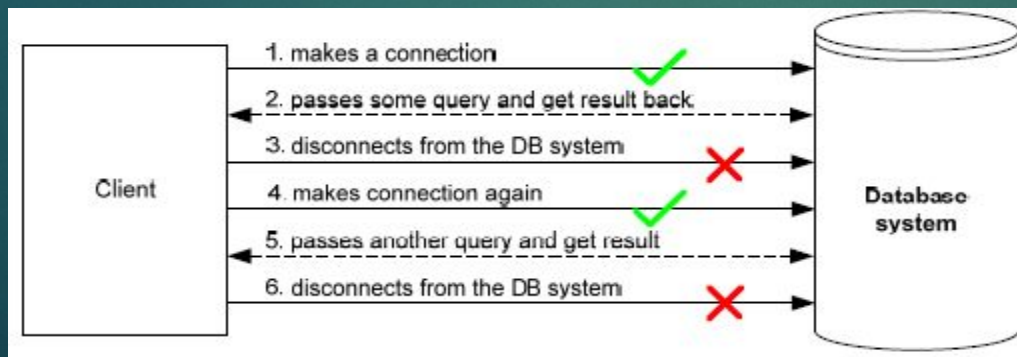 1. makes a connection
2. passes some query and get result back
3. disconnects from the DB system
Client
4. makes connection again
Database
system
5. passes another query and get result
6. disconnects from the DB system